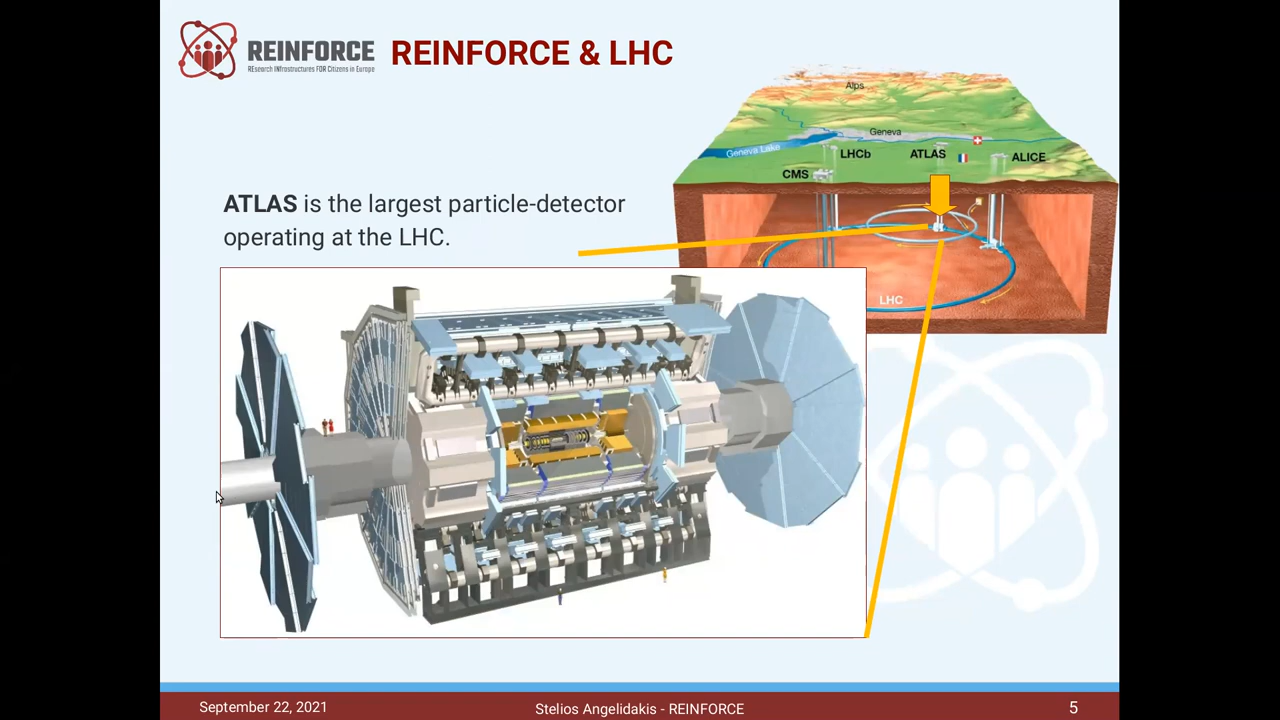 REINFORCE
REsearch INfrastructures FOR Citizens in Europe
REINFORCE & LHC
Alps
Geneva
Geneva Lake
LHCb
ATLAS
ALICE
CMS
ATLAS is the largest particle-detector
operating at the LHC.
LHC
September 22, 2021
Stelios Angelidakis - REINFORCE
5